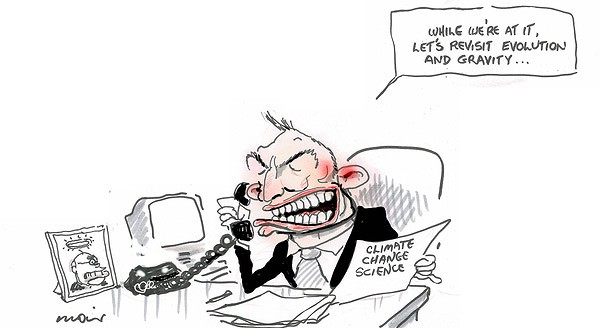 WHILE WE'RE AT IT,
LET'S REVISIT EVOLUTION
AND GRAVITY...
CLIMATE
CHANGE
SCIENCE
moir